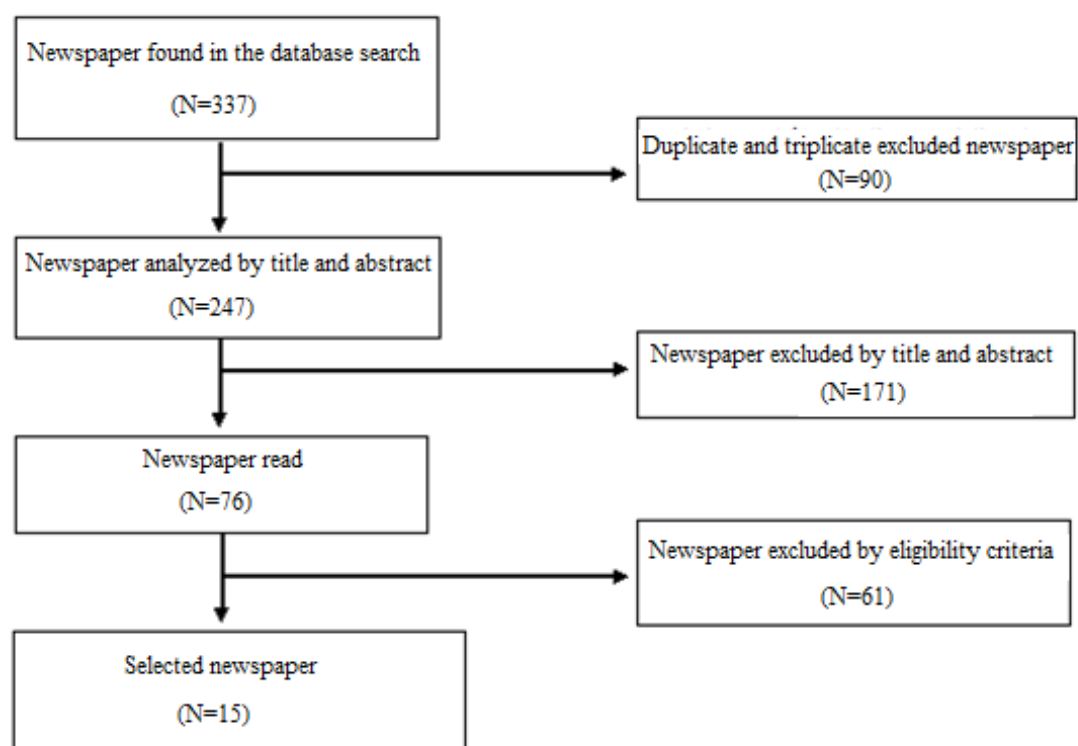 Newspaper found in the database search
(N=337)
Duplicate and triplicate excluded newspaper
(N=90)
Newspaper analyzed by title and abstract
(N=247)
Newspaper excluded by title and abstract
(N=171)
Newspaper read
(N=76)
Newspaper excluded by eligibility criteria
(N=61)
Selected newspaper
(N=15)